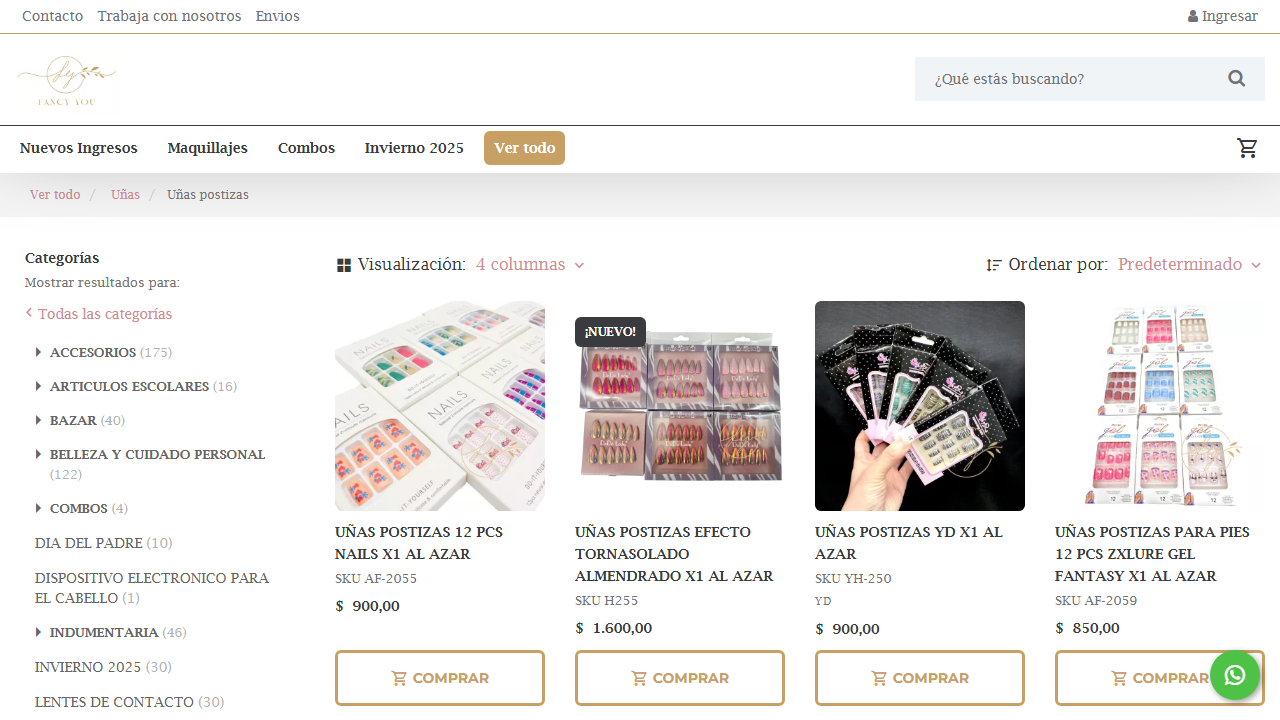 Contacto Trabaja con nosotros Envios Ingresar
FANCY YOU
¿Qué estás buscando?
Nuevos Ingresos Maquillajes Combos Invierno 2025 Ver todo
Ver todo / Uñas / Uñas postizas
Categorías
Mostrar resultados para:
Todas las categorías
ACCESORIOS (175)
ARTICULOS ESCOLARES (16)
BAZAR (40)
BELLEZA Y CUIDADO PERSONAL
(122)
COMBOS (4)
DIA DEL PADRE (10)
DISPOSITIVO ELECTRONICO PARA
EL CABELLO (1)
INDUMENTARIA (46)
INVIERNO 2025 (30)
LENTES DE CONTACTO (30)
Visualización: 4 columnas
Ordenar por: Predeterminado
NAILS
NAILS
NAILS
UÑAS POSTIZAS 12 PCS
NAILS X1 AL AZAR
SKU AF-2055
$ 900,00
COMPRAR
¡NUEVO!
UÑAS POSTIZAS EFECTO
TORNASOLADO
ALMENDRADO X1 AL AZAR
SKU H255
$ 1.600,00
COMPRAR
UÑAS POSTIZAS YD X1 AL
AZAR
SKU YH-250
YD
$ 900,00
COMPRAR
gel
gel
gel
UÑAS POSTIZAS PARA PIES
12 PCS ZXLURE GEL
FANTASY X1 AL AZAR
SKU AF-2059
$ 850,00
COMPRAR